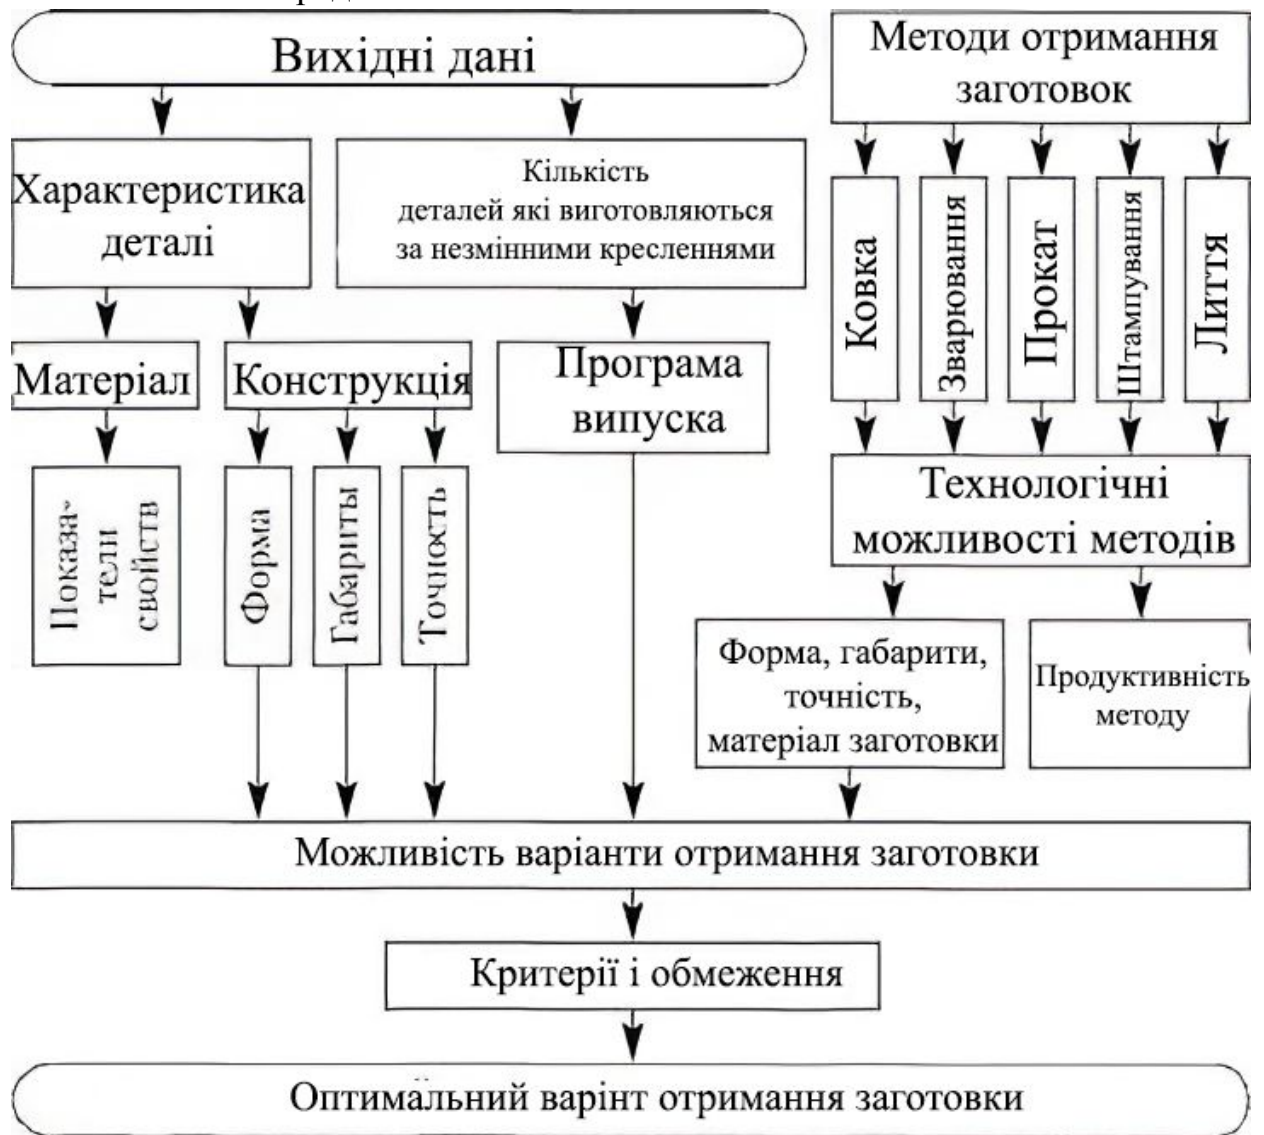 Вихідні дані
Методи отримання
заготовок
Характеристика
деталі
Кількість
деталей які виготовляються
за незмінними кресленнями
Ковка
Зварювання
Прокат
Штампування
Лиття
Матеріал
Конструкція
Програма
випуска
Показа-
тели
свойств
Форма
Габариты
Точность
Технологічні
можливості методів
Форма, габарити,
точність,
матеріал заготовки
Продуктивність
методу
Можливість варіанти отримання заготовки
Критерії і обмеження
Оптимальний варінт отримання заготовки